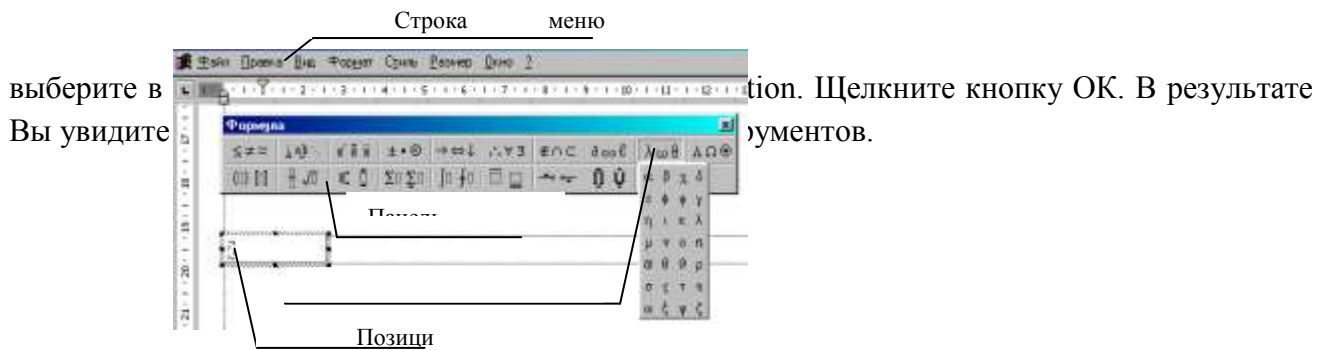 Строка меню
Файл Правка Вид Формат Стиль Размер Окно ?
выберите в tion. Щелкните кнопку ОК. В результате
Вы увидите рументов.
Формула
Панель
Позици